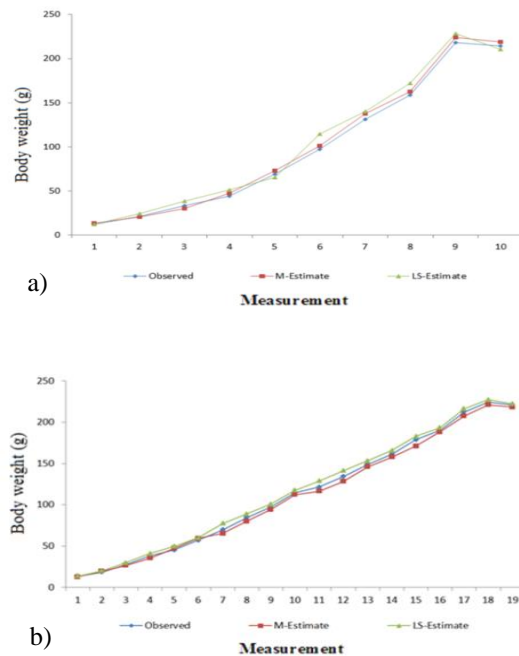 250
200
150
100
50
0
Body weight (g)
1 2 3 4 5 6 7 8 9 10
Observed M-Estimate LS-Estimate
a)
Measurement
250
200
150
100
50
0
Body weight (g)
1 2 3 4 5 6 7 8 9 10 11 12 13 14 15 16 17 18 19
Observed M-Estimate LS-Estimate
b)
Measurement